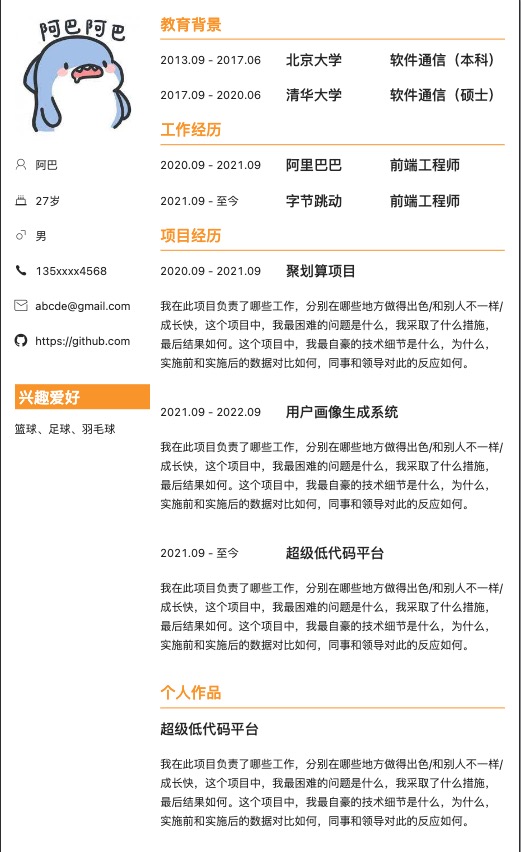 阿巴阿巴
阿巴
27岁
男
135xxxx4568
abcde@gmail.com
https://github.com
兴趣爱好
篮球、足球、羽毛球
教育背景
2013.09 - 2017.06 北京大学 软件通信（本科）
2017.09 - 2020.06 清华大学 软件通信（硕士）
工作经历
2020.09 - 2021.09 阿里巴巴 前端工程师
2021.09 - 至今 字节跳动 前端工程师
项目经历
2020.09 - 2021.09 聚划算项目
我在此项目负责了哪些工作，分别在哪些地方做得出色/和别人不一样/
成长快，这个项目中，我最困难的问题是什么，我采取了什么措施，
最后结果如何。这个项目中，我最自豪的技术细节是什么，为什么，
实施前和实施后的数据对比如何，同事和领导对此的反应如何。
2021.09 - 2022.09 用户画像生成系统
我在此项目负责了哪些工作，分别在哪些地方做得出色/和别人不一样/
成长快，这个项目中，我最困难的问题是什么，我采取了什么措施，
最后结果如何。这个项目中，我最自豪的技术细节是什么，为什么，
实施前和实施后的数据对比如何，同事和领导对此的反应如何。
2021.09 - 至今 超级低代码平台
我在此项目负责了哪些工作，分别在哪些地方做得出色/和别人不一样/
成长快，这个项目中，我最困难的问题是什么，我采取了什么措施，
最后结果如何。这个项目中，我最自豪的技术细节是什么，为什么，
实施前和实施后的数据对比如何，同事和领导对此的反应如何。
个人作品
超级低代码平台
我在此项目负责了哪些工作，分别在哪些地方做得出色/和别人不一样/
成长快，这个项目中，我最困难的问题是什么，我采取了什么措施，
最后结果如何。这个项目中，我最自豪的技术细节是什么，为什么，
实施前和实施后的数据对比如何，同事和领导对此的反应如何。